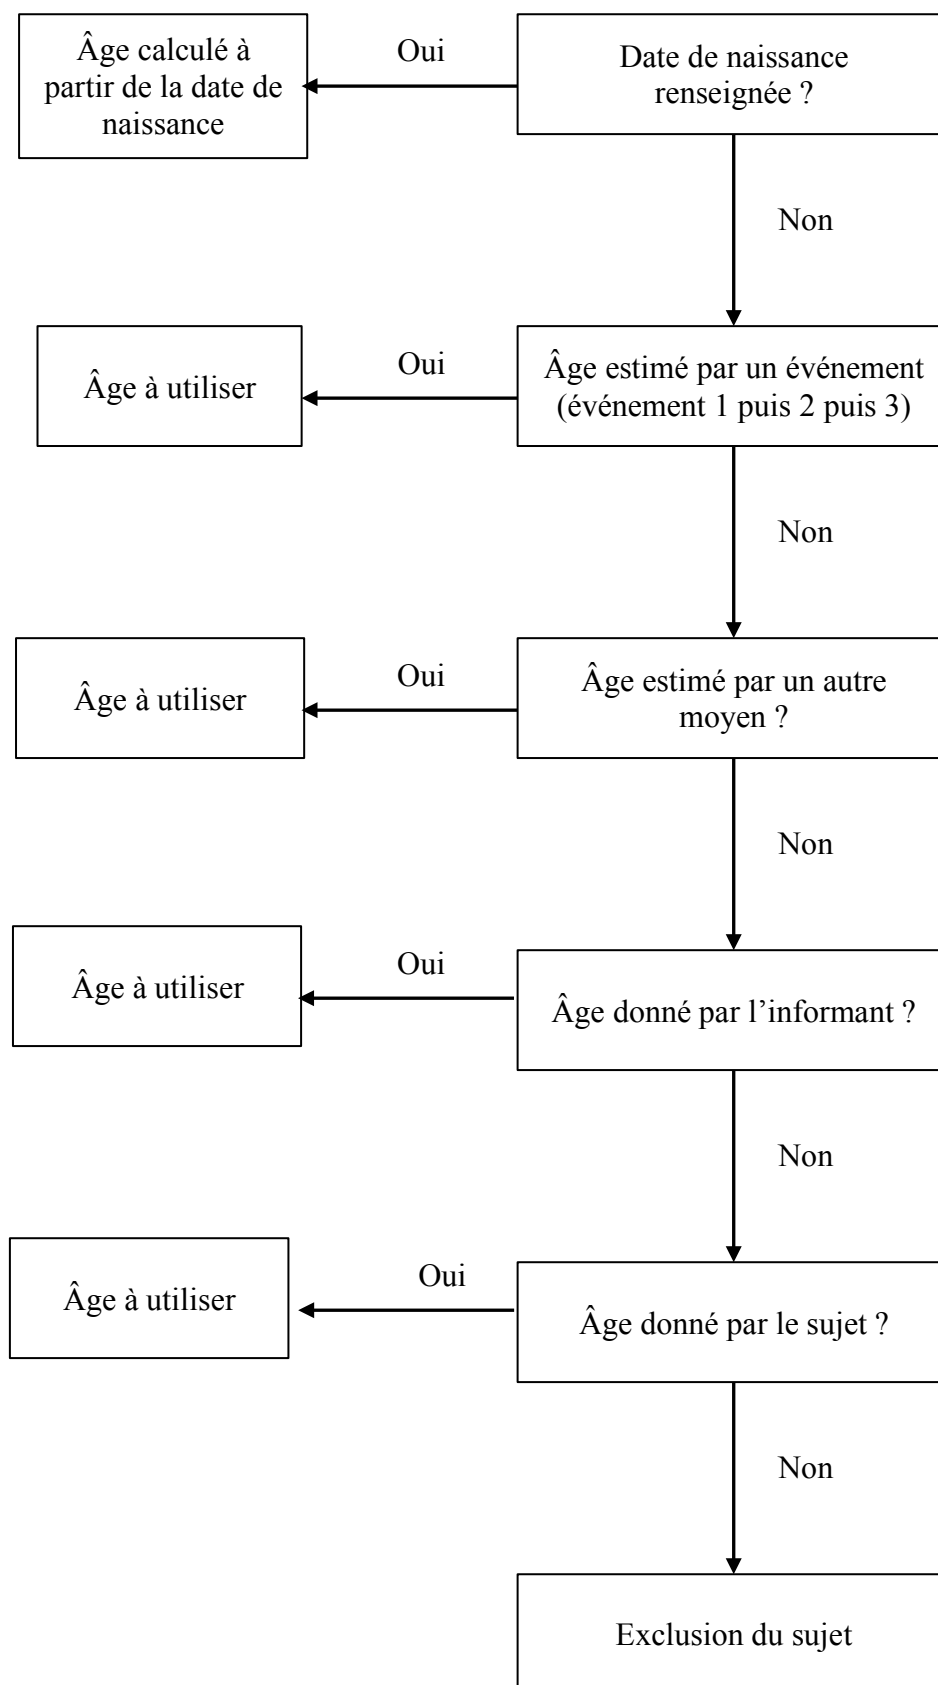 Âge calculé à
partir de la date de
naissance
Oui
Date de naissance
renseignée ?
Non
Âge à utiliser
Oui
Âge estimé par un événement
(événement 1 puis 2 puis 3)
Non
Âge à utiliser
Oui
Âge estimé par un autre
moyen ?
Non
Âge à utiliser
Oui
Âge donné par l’informant ?
Non
Âge à utiliser
Oui
Âge donné par le sujet ?
Non
Exclusion du sujet